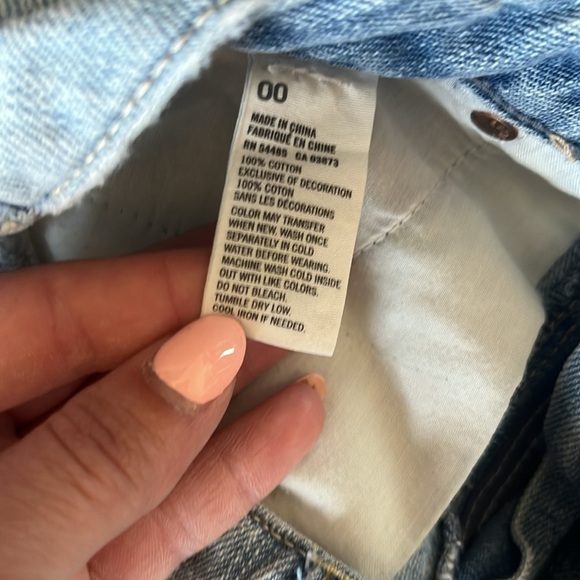 00
MADE IN CHINA
FABRIQUÉ EN CHINE
RN 54485 CA 03873
100% COTTON
EXCLUSIVE OF DECORATION
100% COTON
SANS LES DÉCORATIONS
COLOR MAY TRANSFER
WHEN NEW. WASH ONCE
SEPARATELY IN COLD
WATER BEFORE WEARING.
MACHINE WASH COLD INSIDE
OUT WITH LIKE COLORS.
DO NOT BLEACH.
TUMBLE DRY LOW.
COOL IRON IF NEEDED.